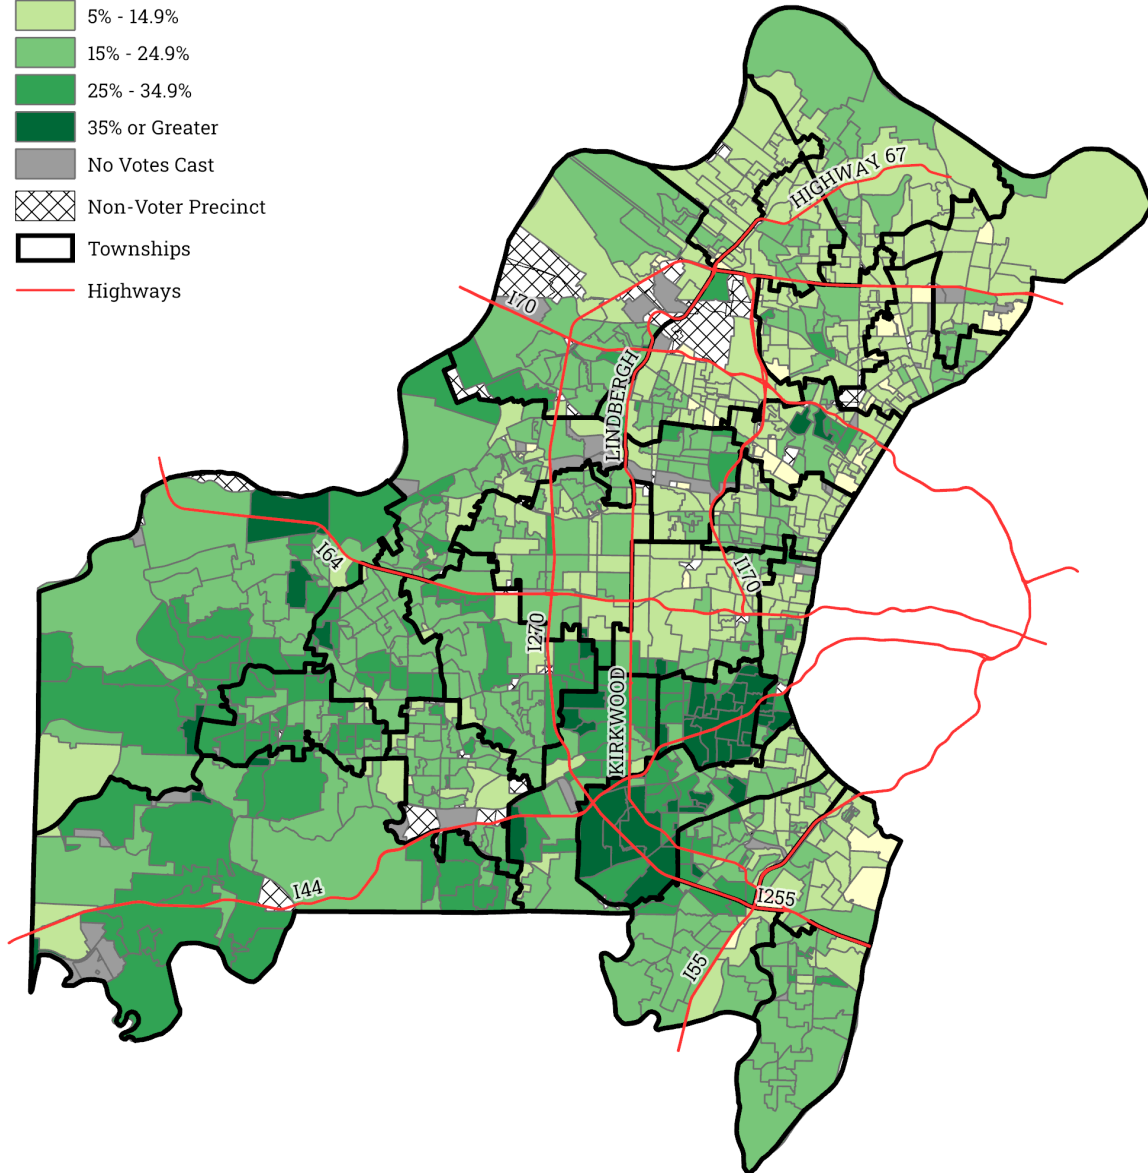 5% - 14.9%
15% - 24.9%
25% - 34.9%
35% or Greater
No Votes Cast
Non-Voter Precinct
Townships
Highways
HIGHWAY 67
I70
LINDBERGH
I64
I170
I270
KIRKWOOD
I44
I255
I55